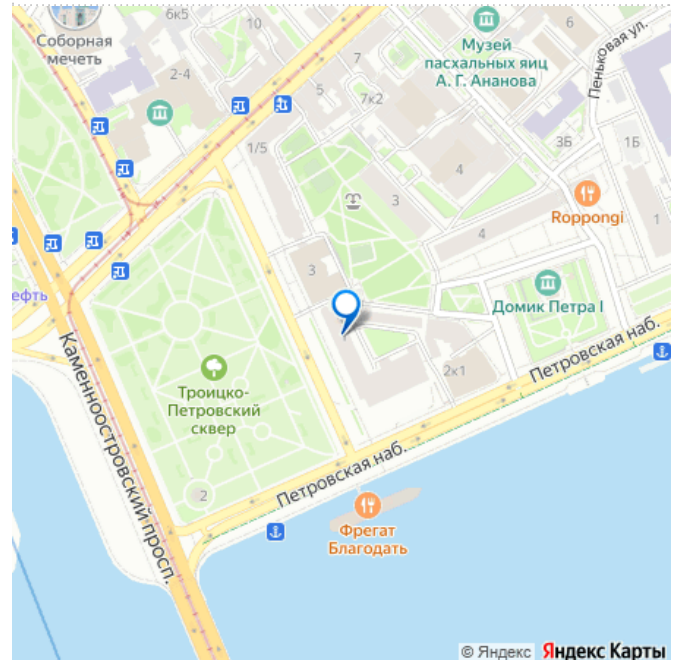 6к5
6
Соборная
мечеть
10
Музей
пасхальных яиц
А. Г. Ананова
Пеньковая ул.
2-4
7
5
7к2
3Б
1Б
1/5
4
3
Roppongi
1
4
3
ефть
Домик Петра I
Каменноостровский просп.
Троицко-
Петровский
сквер
2к1
Петровская наб.
2
Петровская наб.
Фрегат
Благодать
© Яндекс Яндекс Карты